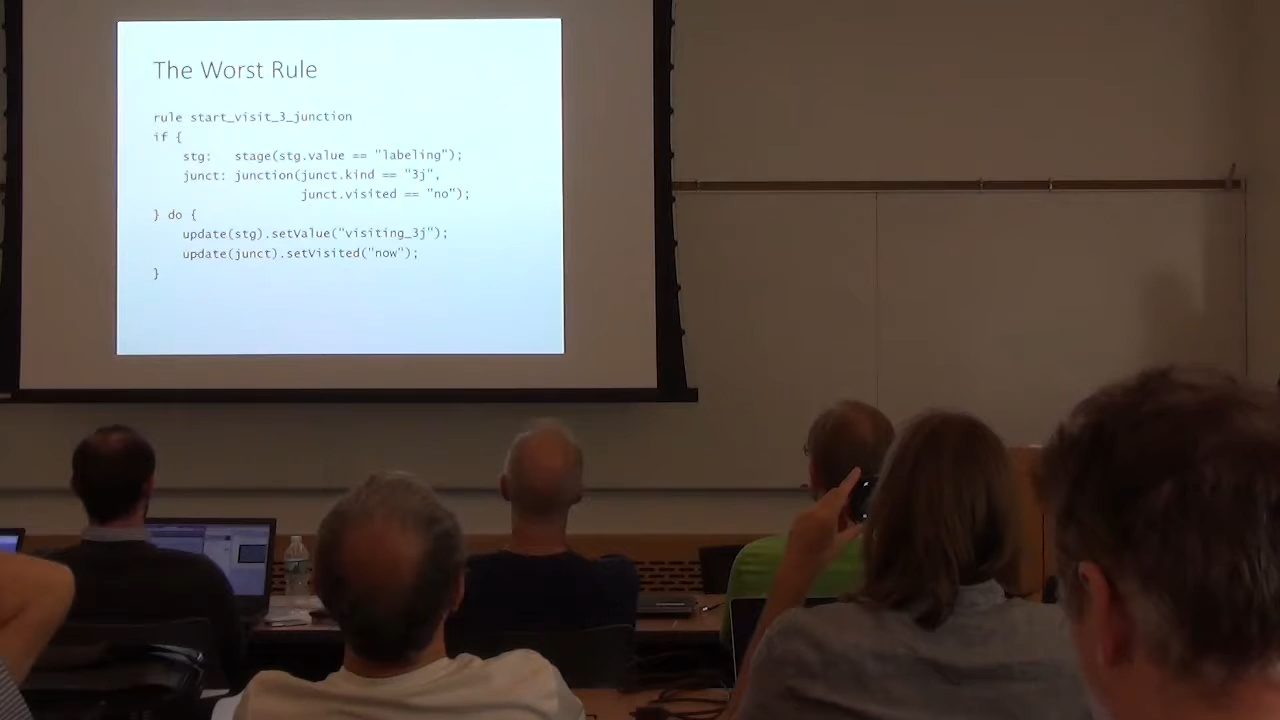 The Worst Rule
rule start_visit_3_junction
if {
stg: stage(stg.value == "labeling");
junct: junction(junct.kind == "3j",
junct.visited == "no");
} do {
update(stg).setValue("visiting_3j");
update(junct).setVisited("now");
}